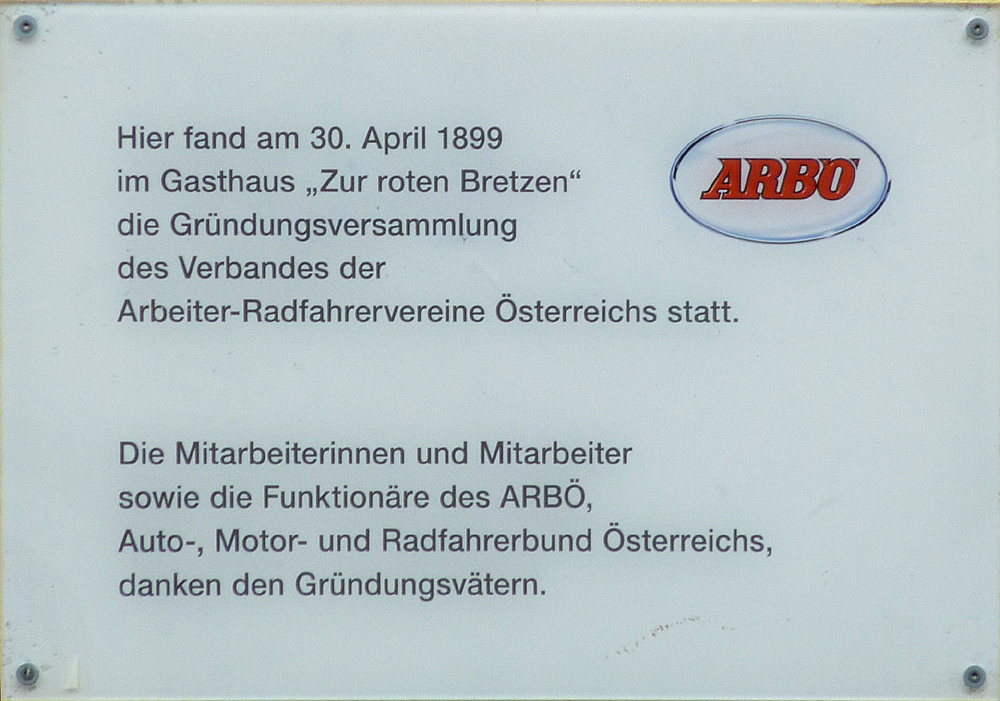 Hier fand am 30. April 1899
im Gasthaus „Zur roten Bretzen“
die Gründungsversammlung
des Verbandes der
Arbeiter-Radfahrervereine Österreichs statt.
ARBÖ
Die Mitarbeiterinnen und Mitarbeiter
sowie die Funktionäre des ARBÖ,
Auto-, Motor- und Radfahrerbund Österreichs,
danken den Gründungsvätern.